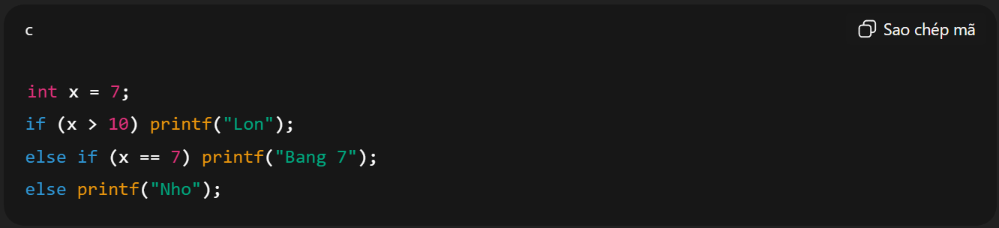 c
Sao chép mã
int x = 7;
if (x > 10) printf("Lon");
else if (x == 7) printf("Bang 7");
else printf("Nho");